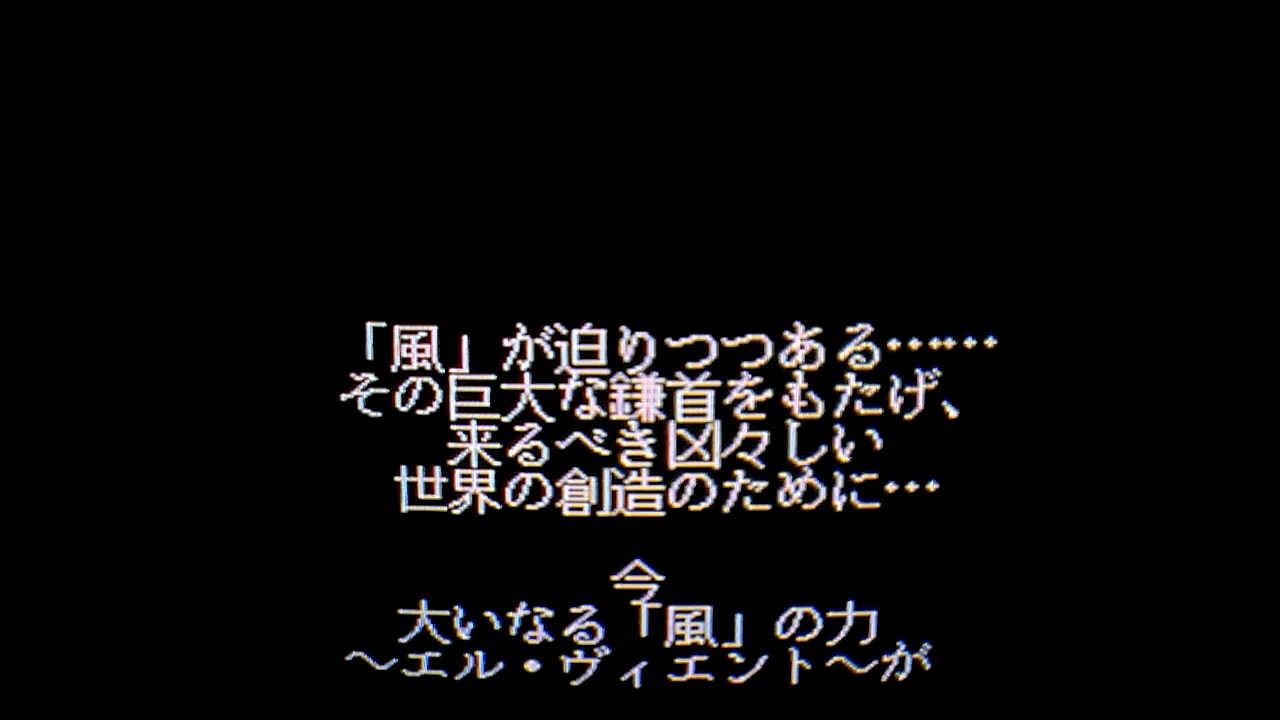 「風」が迫りつつある……
その巨大な鎌首をもたげ、
来るべき凶々しい
世界の創造のために…
今
大いなる「風」の力
～エル・ヴィエント～が